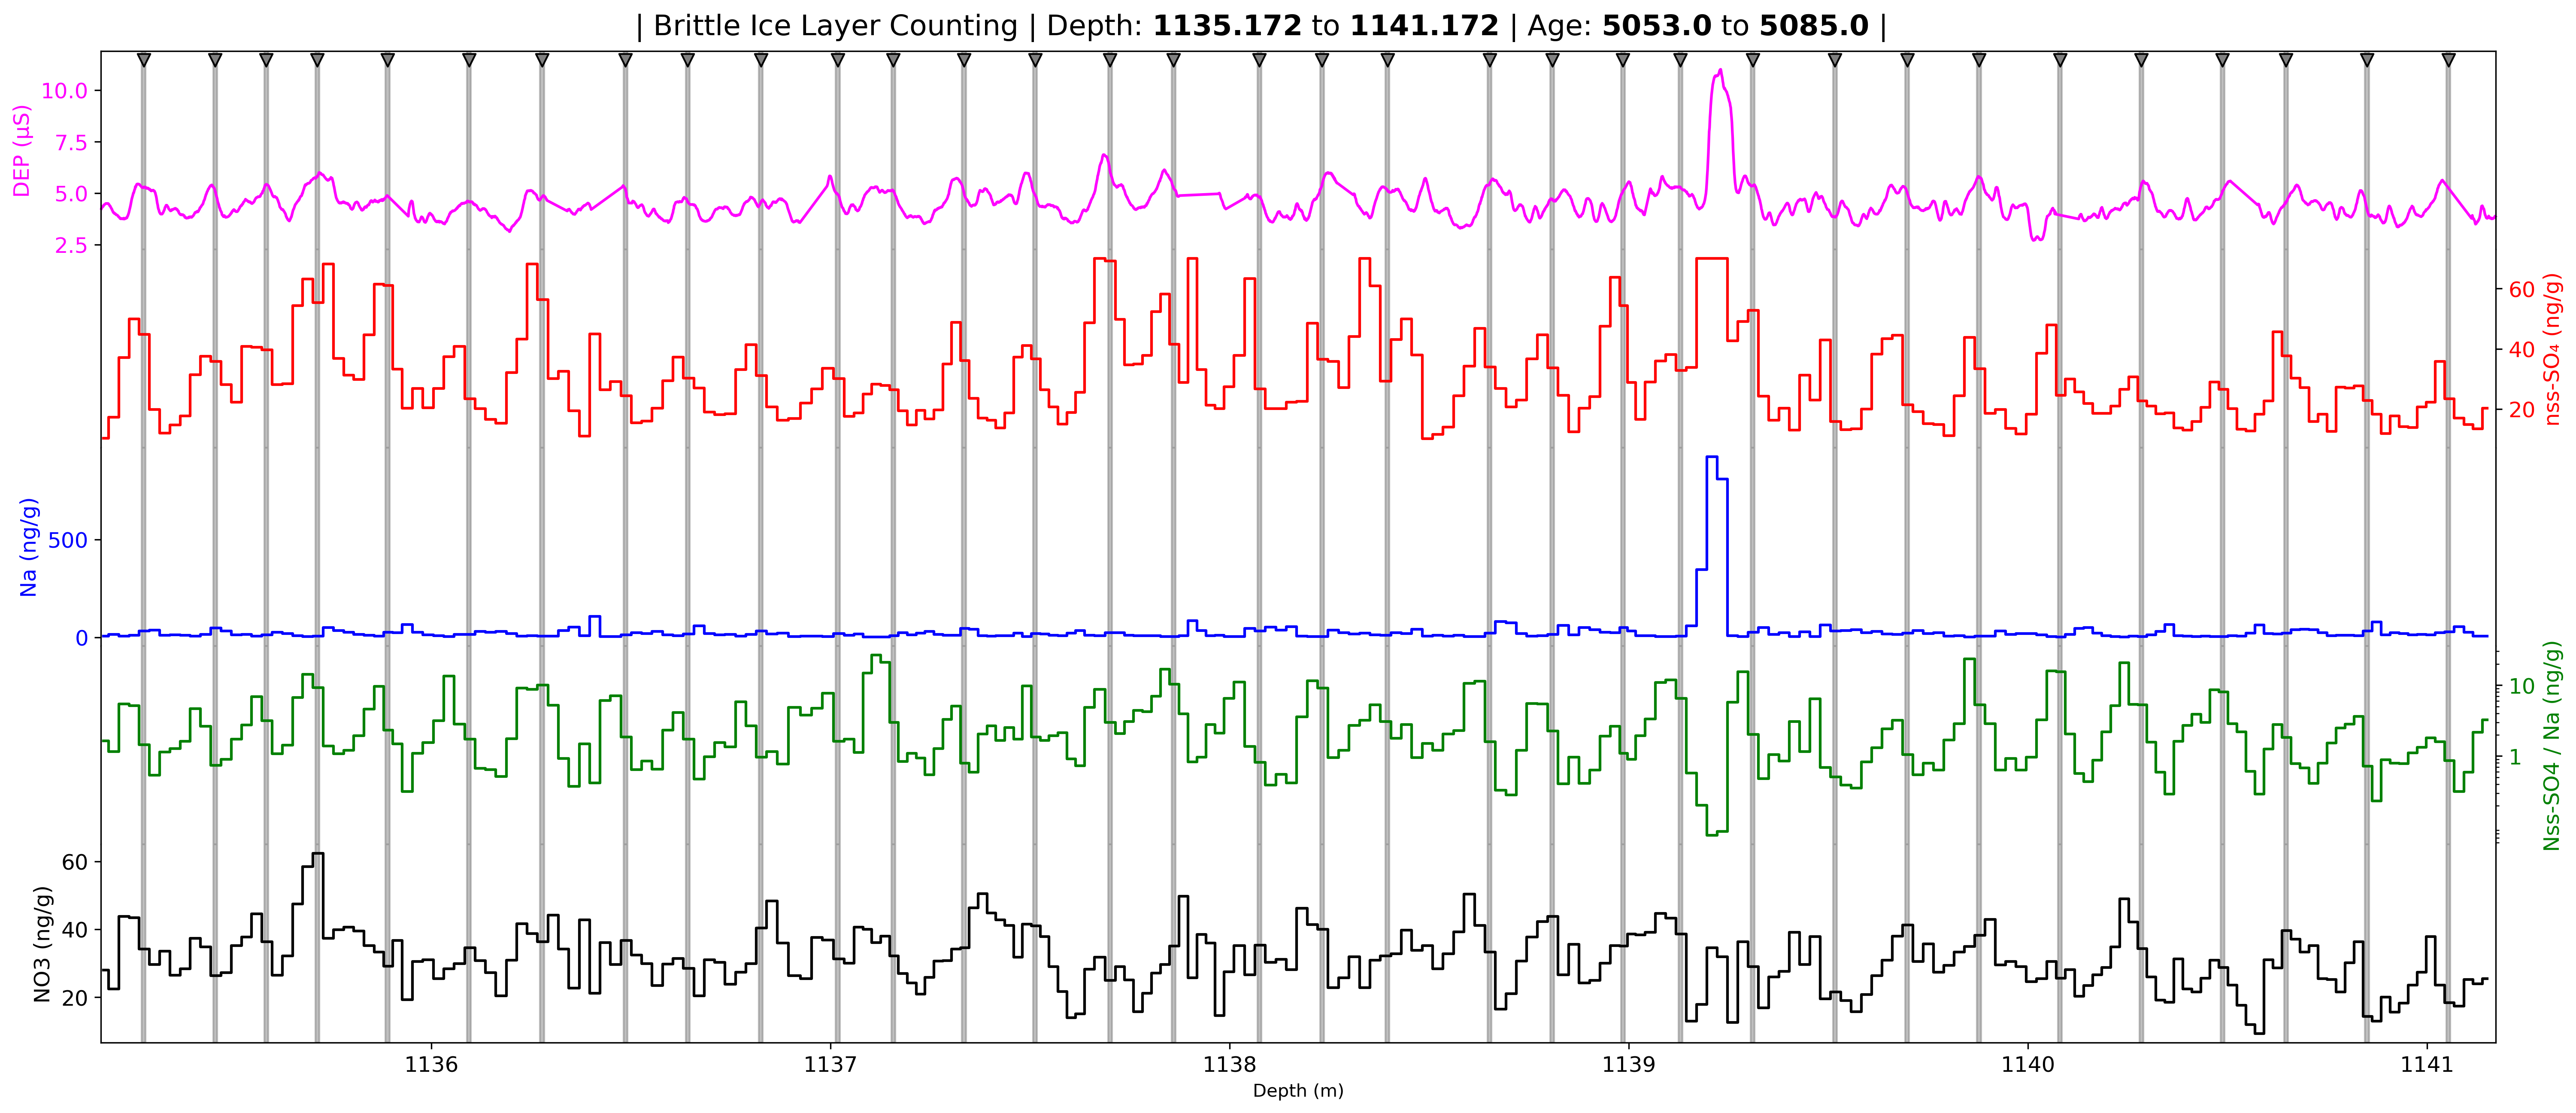 | Brittle Ice Layer Counting | Depth: 1135.172 to 1141.172 | Age: 5053.0 to 5085.0 |
DEP (µS)
10.0
7.5
5.0
2.5
nss-SO₄ (ng/g)
60
40
20
Na (ng/g)
500
0
Nss-SO4 / Na (ng/g)
10
1
NO3 (ng/g)
60
40
20
1136
1137
1138
1139
1140
1141
Depth (m)